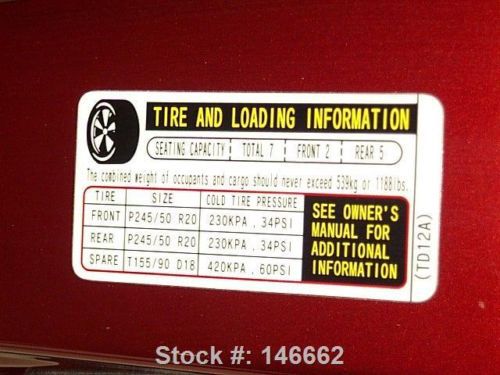 TIRE AND LOADING INFORMATION
SEATING CAPACITY TOTAL 7 FRONT 2 REAR 5
The combined weight of occupants and cargo should never exceed 539kg or 1188lbs.
TIRE SIZE COLD TIRE PRESSURE
FRONT P245/50 R20 230KPA , 34PSI
REAR P245/50 R20 230KPA , 34PSI
SPARE T155/90 D18 420KPA , 60PSI
SEE OWNER'S
MANUAL FOR
ADDITIONAL
INFORMATION
(TD12A)
Stock #: 146662